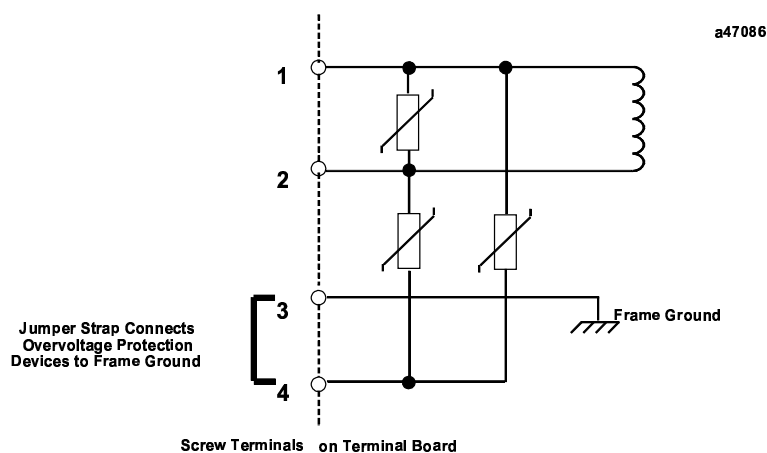 a47086
1
2
3
4
Jumper Strap Connects
Overvoltage Protection
Devices to Frame Ground
Frame Ground
Screw Terminals on Terminal Board